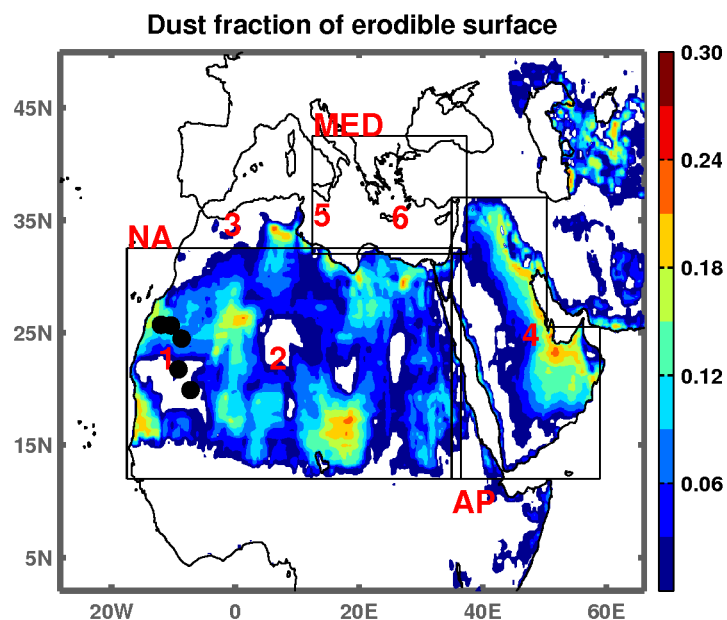 Dust fraction of erodible surface
0.30
45N
MED
0.24
35N
3
5
6
NA
0.18
25N
4
1
2
0.12
15N
0.06
AP
5N
20W
0
20E
40E
60E